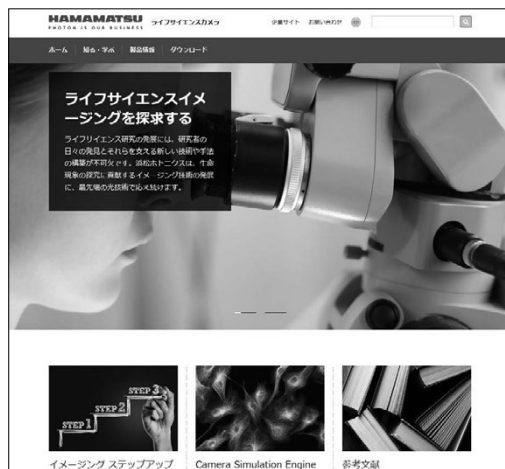 HAMAMATSU
PHOTON IS OUR BUSINESS
ライフサイエンスカメラ
企業サイト お問い合わせ
ホーム 知る・学ぶ 製品情報 ダウンロード
ライフサイエンスイメ
ージングを探求する
ライフサイエンス研究の発展には、研究者の
日々の発見とそれらを支える新しい技術や手法
の構築が不可欠です。浜松ホトニクスは、生命
現象の探究に貢献するイメージング技術の発展
に、最先端の光技術で応え続けます。
STEP 1
STEP 2
STEP 3
イメージング ステップアップ
Camera Simulation Engine
参考文献